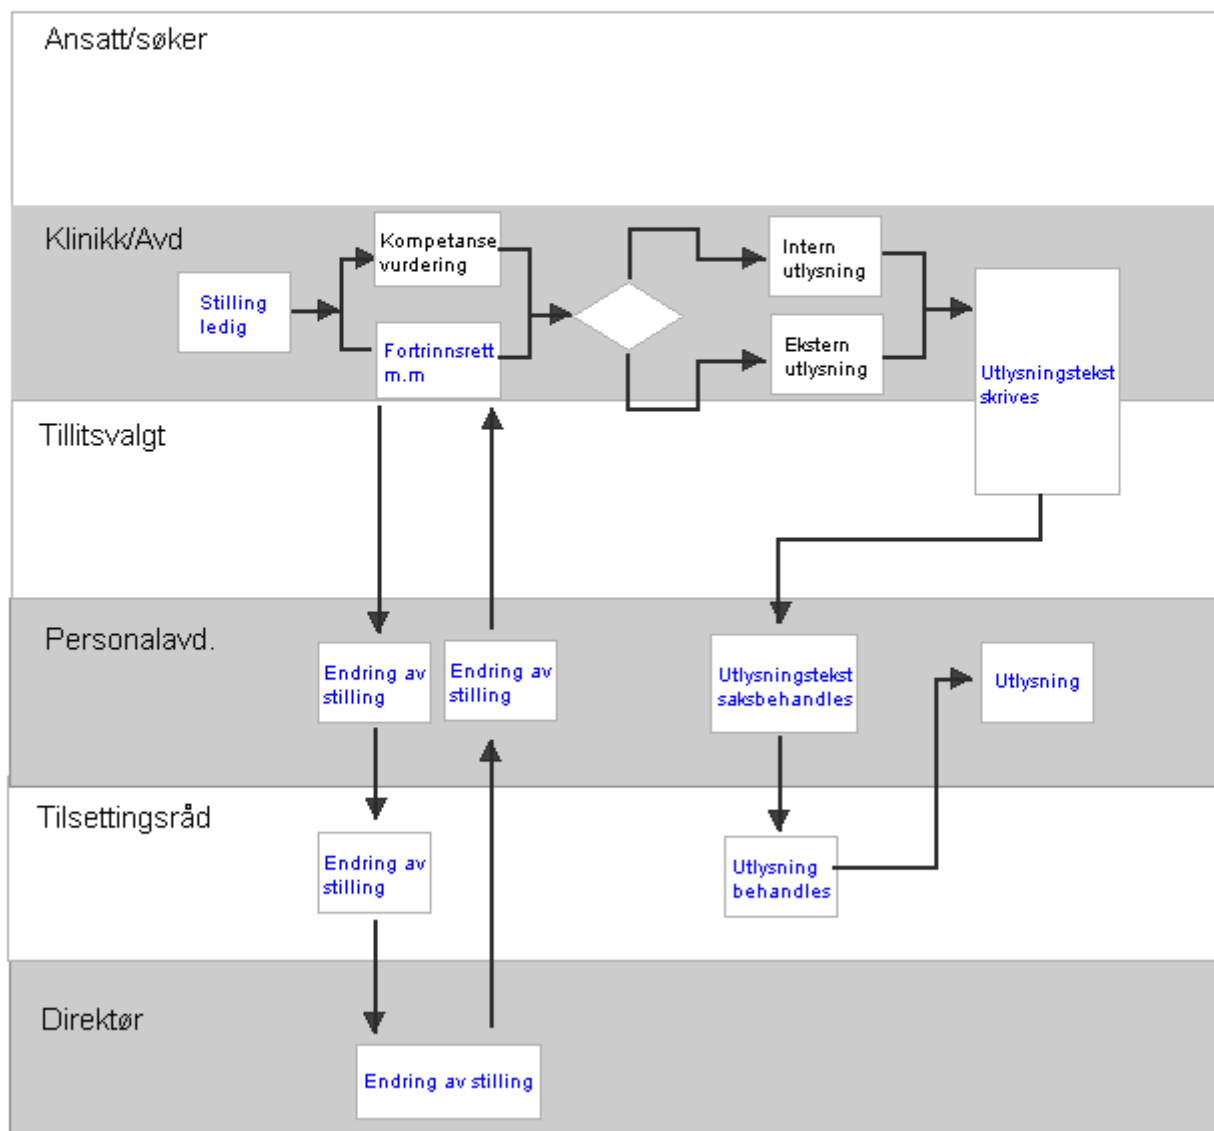 Ansatt/søker
Klinikk/Avd
Kompetanse
vurdering
Intern
utlysning
Stilling
ledig
Fortrinnsrett
m.m
Ekstern
utlysning
Utlysningstekst
skrives
Tillitsvalgt
Personalavd.
Endring av
stilling
Endring av
stilling
Utlysningstekst
saksbehandles
Utlysning
Tilsettingsråd
Endring av
stilling
Utlysning
behandles
Direktør
Endring av stilling